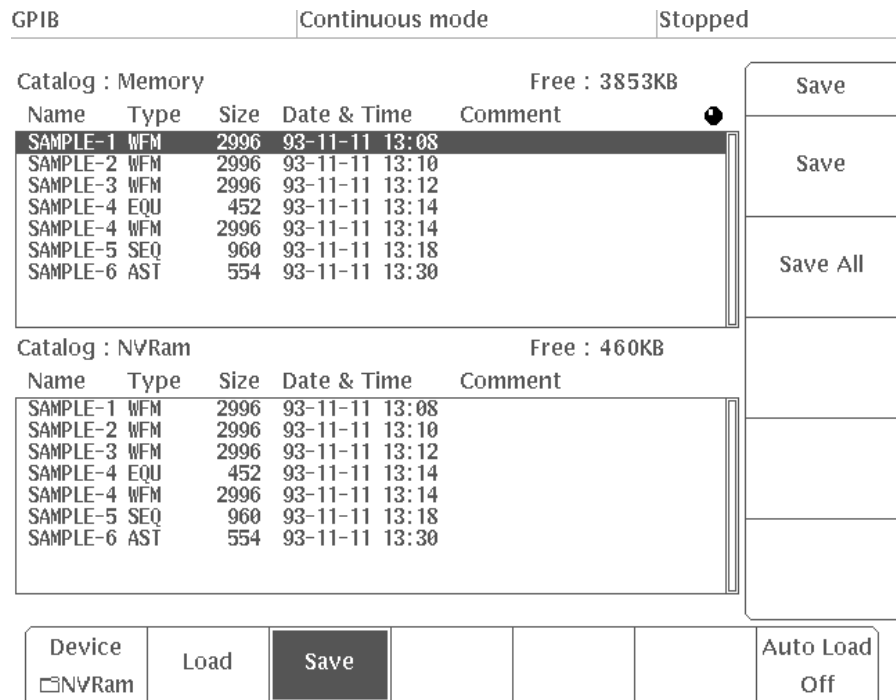 GPIB Continuous mode Stopped
Catalog : Memory Free : 3853KB
Name Type Size Date & Time Comment
SAMPLE-1 WFM 2996 93-11-11 13:08
SAMPLE-2 WFM 2996 93-11-11 13:10
SAMPLE-3 WFM 2996 93-11-11 13:12
SAMPLE-4 EQU 452 93-11-11 13:14
SAMPLE-4 WFM 2996 93-11-11 13:14
SAMPLE-5 SEQ 960 93-11-11 13:18
SAMPLE-6 AST 554 93-11-11 13:30
Catalog : NVRam Free : 460KB
Name Type Size Date & Time Comment
SAMPLE-1 WFM 2996 93-11-11 13:08
SAMPLE-2 WFM 2996 93-11-11 13:10
SAMPLE-3 WFM 2996 93-11-11 13:12
SAMPLE-4 EQU 452 93-11-11 13:14
SAMPLE-4 WFM 2996 93-11-11 13:14
SAMPLE-5 SEQ 960 93-11-11 13:18
SAMPLE-6 AST 554 93-11-11 13:30
Save
Save
Save All
Device
NVRam
Load
Save
Auto Load
Off